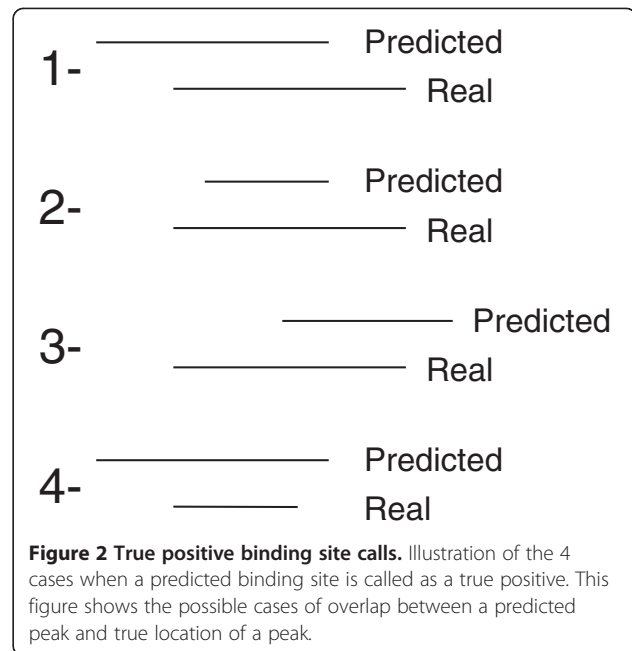 1-
Predicted
Real
2-
Predicted
Real
3-
Predicted
Real
4-
Predicted
Real
Figure 2 True positive binding site calls. Illustration of the 4
cases when a predicted binding site is called as a true positive. This
figure shows the possible cases of overlap between a predicted
peak and true location of a peak.